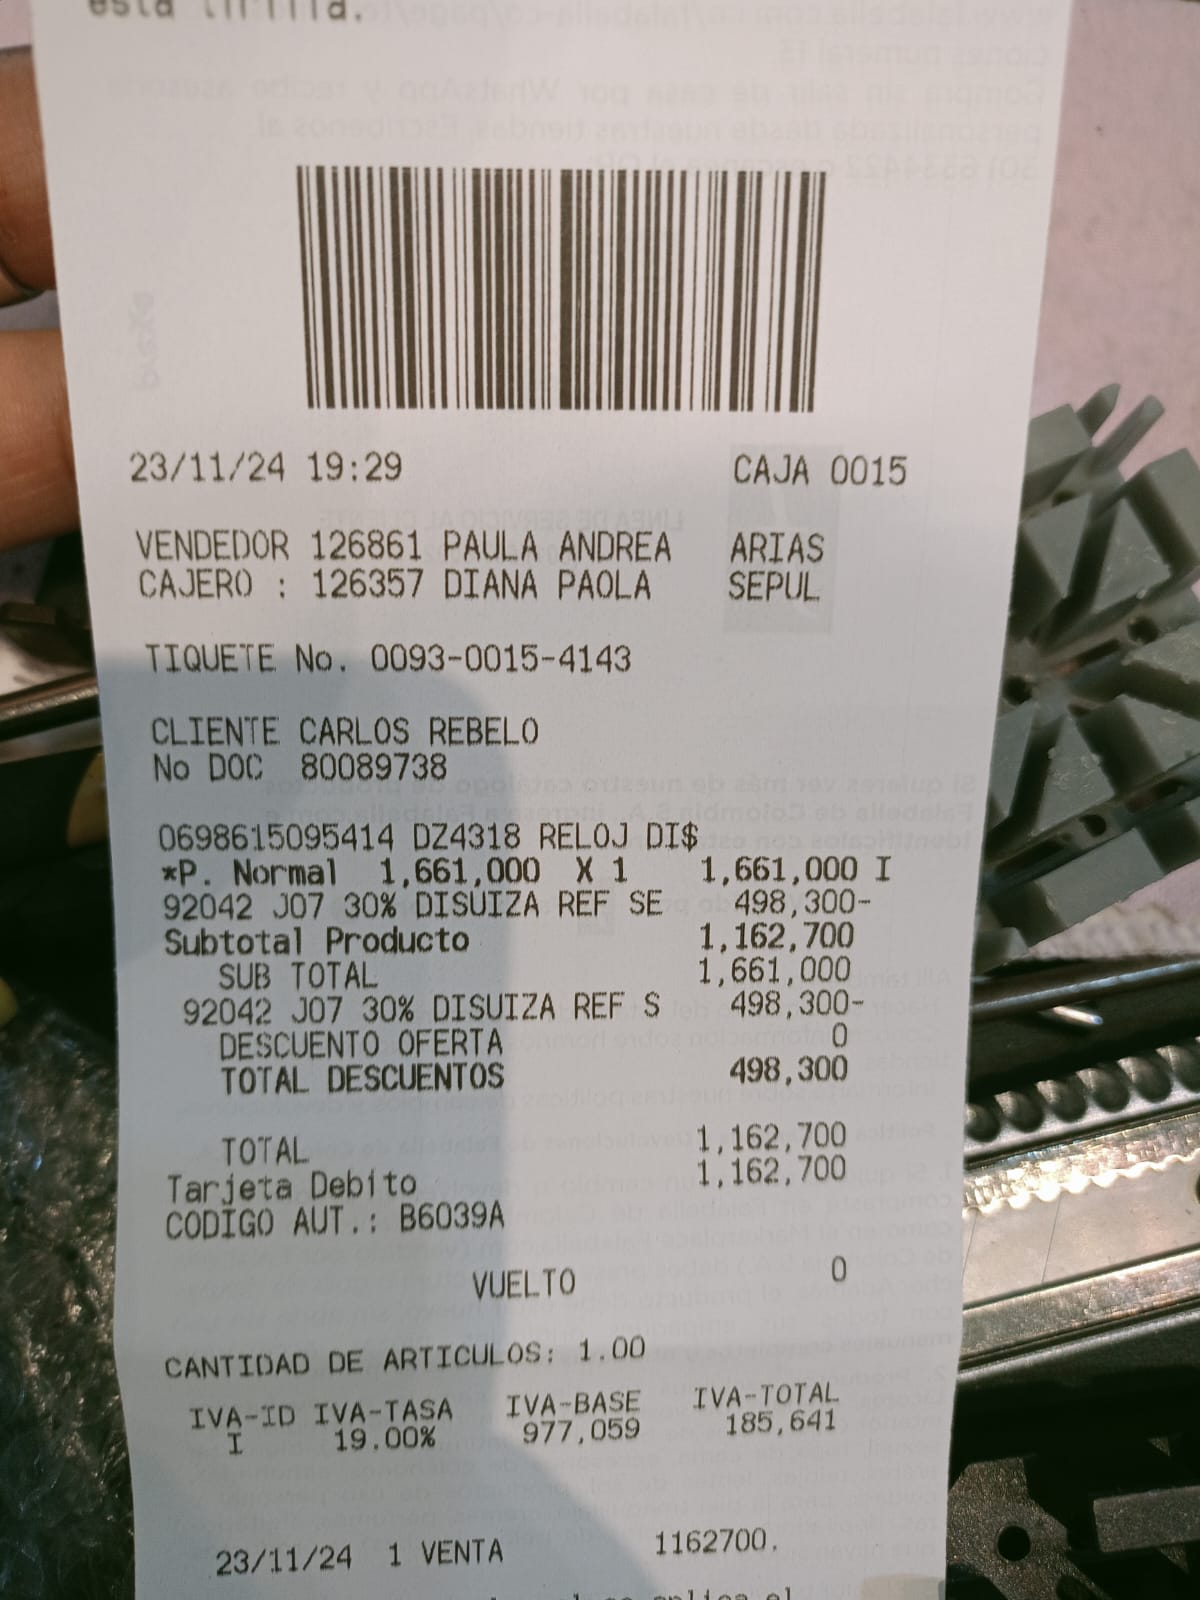 esta tirilla.
23/11/24 19:29 CAJA 0015
VENDEDOR 126861 PAULA ANDREA ARIAS
CAJERO : 126357 DIANA PAOLA SEPUL
TIQUETE No. 0093-0015-4143
CLIENTE CARLOS REBELO
No DOC 80089738
0698615095414 DZ4318 RELOJ DI$
*P. Normal 1,661,000 X 1 1,661,000 I
92042 J07 30% DISUIZA REF SE 498,300-
Subtotal Producto 1,162,700
SUB TOTAL 1,661,000
92042 J07 30% DISUIZA REF S 498,300-
DESCUENTO OFERTA 0
TOTAL DESCUENTOS 498,300
TOTAL 1,162,700
Tarjeta Debito 1,162,700
CODIGO AUT.: B6039A
VUELTO 0
CANTIDAD DE ARTICULOS: 1.00
IVA-ID IVA-TASA IVA-BASE IVA-TOTAL
I 19.00% 977,059 185,641
23/11/24 1 VENTA 1162700.
aplica el